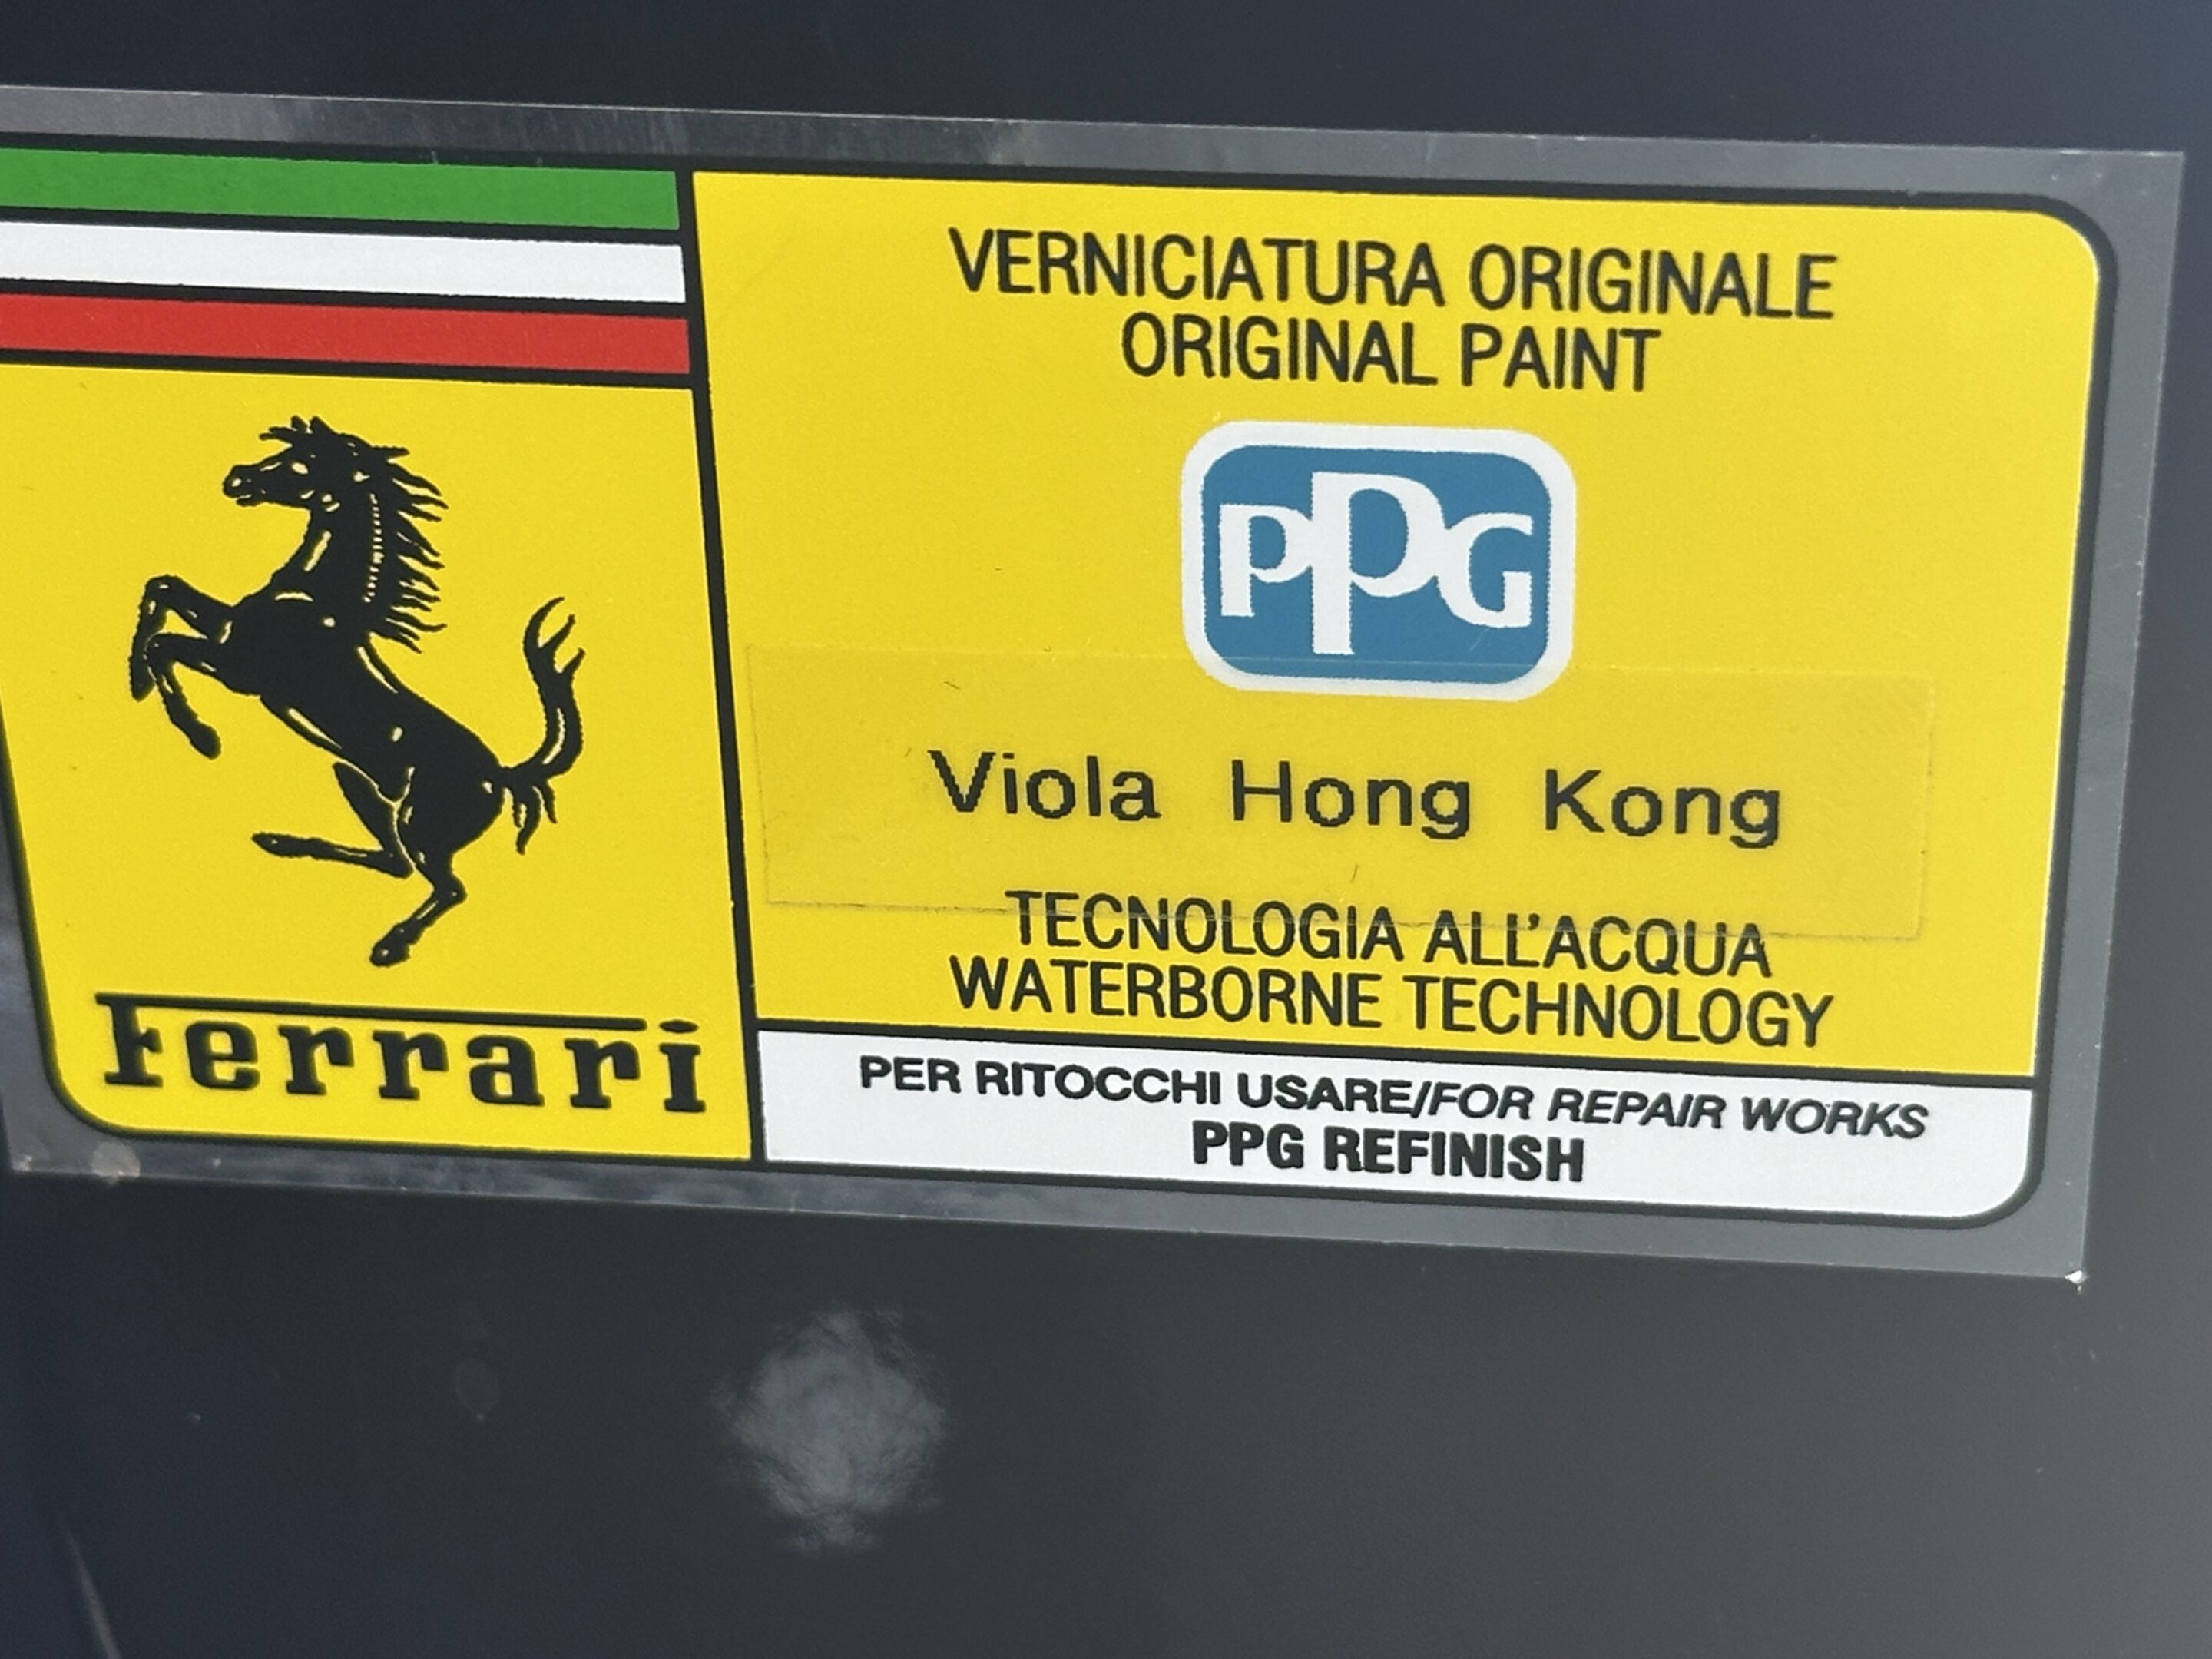 Ferrari
VERNICIATURA ORIGINALE
ORIGINAL PAINT
PPG
Viola Hong Kong
TECNOLOGIA ALL'ACQUA
WATERBORNE TECHNOLOGY
PER RITOCCHI USARE/FOR REPAIR WORKS
PPG REFINISH